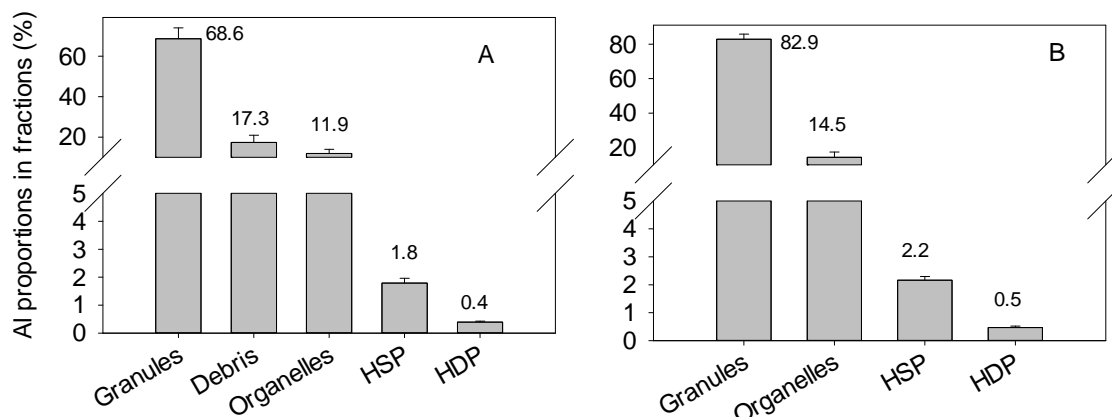 Al proportions in fractions (%)
A
60
40
20
5
4
3
2
1
0
68.6
17.3
11.9
1.8
0.4
Granules
Debris
Organelles
HSP
HDP
B
80
60
40
20
5
4
3
2
1
0
82.9
14.5
2.2
0.5
Granules
Organelles
HSP
HDP